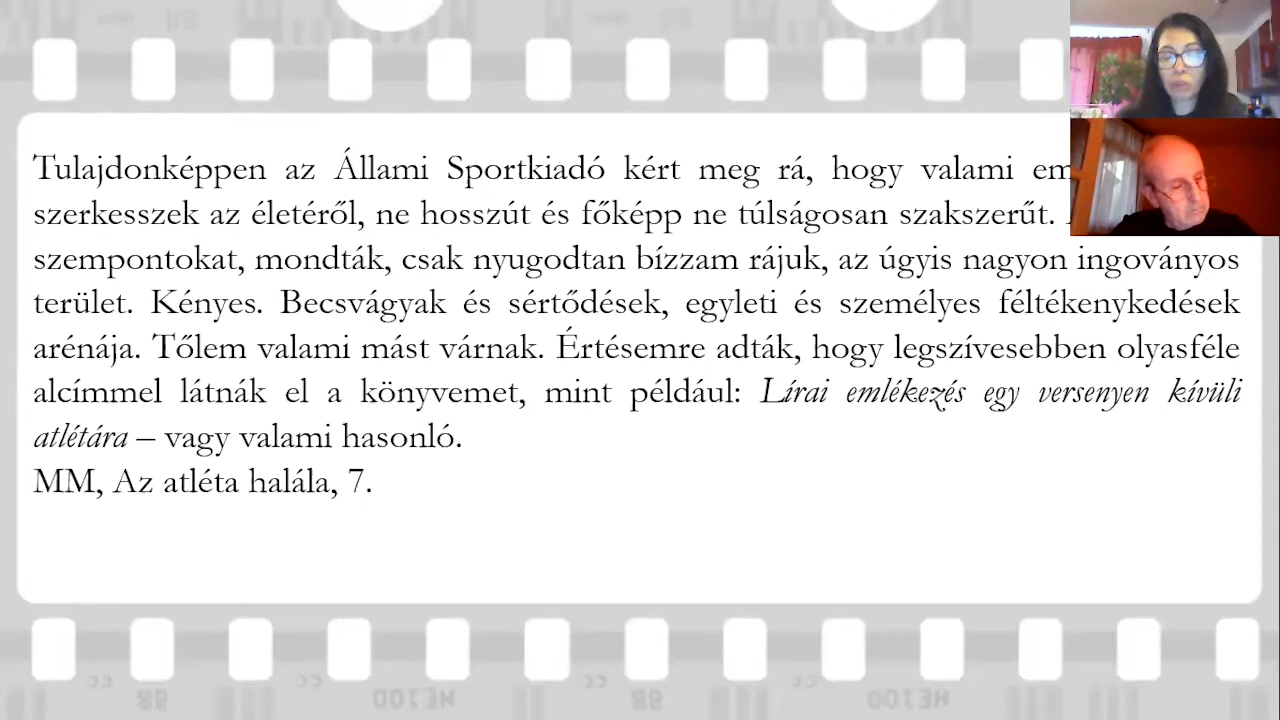 Tulajdonképpen az Állami Sportkiadó kért meg rá, hogy valami
szerkesszek az életéről, ne hosszút és főképp ne túlságosan szakszerűt.
szempontokat, mondták, csak nyugodtan bízzam rájuk, az úgyis nagyon ingoványos
terület. Kényes. Becsvágyak és sértődések, egyleti és személyes féltékenykedések
arénája. Tőlem valami mást várnak. Értésemre adták, hogy legszívesebben olyasféle
alcímmel látnák el a könyvemet, mint például: Lírai emlékezés egy versenyen kívüli
atlétára – vagy valami hasonló.
MM, Az atléta halála, 7.